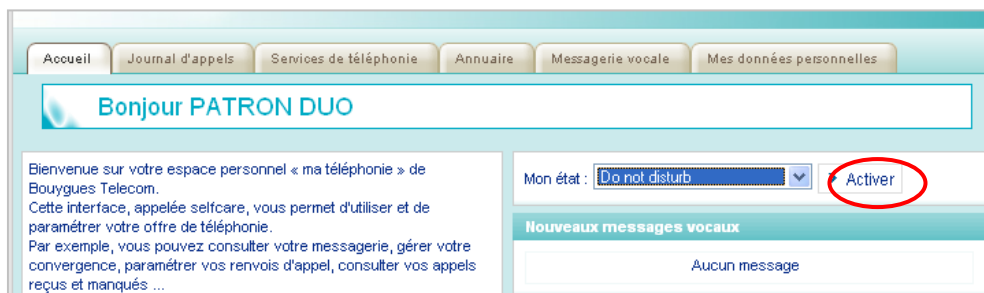 Accueil Journal d'appels Services de téléphonie Annuaire Messagerie vocale Mes données personnelles
Bonjour PATRON DUO
Bienvenue sur votre espace personnel « ma téléphonie » de
Bouygues Telecom.
Cette interface, appelée selfcare, vous permet d'utiliser et de
paramétrer votre offre de téléphonie.
Par exemple, vous pouvez consulter votre messagerie, gérer votre
convergence, paramétrer vos renvois d'appel, consulter vos appels
reçus et manqués ...
Mon état : Do not disturb Activer
Nouveaux messages vocaux
Aucun message